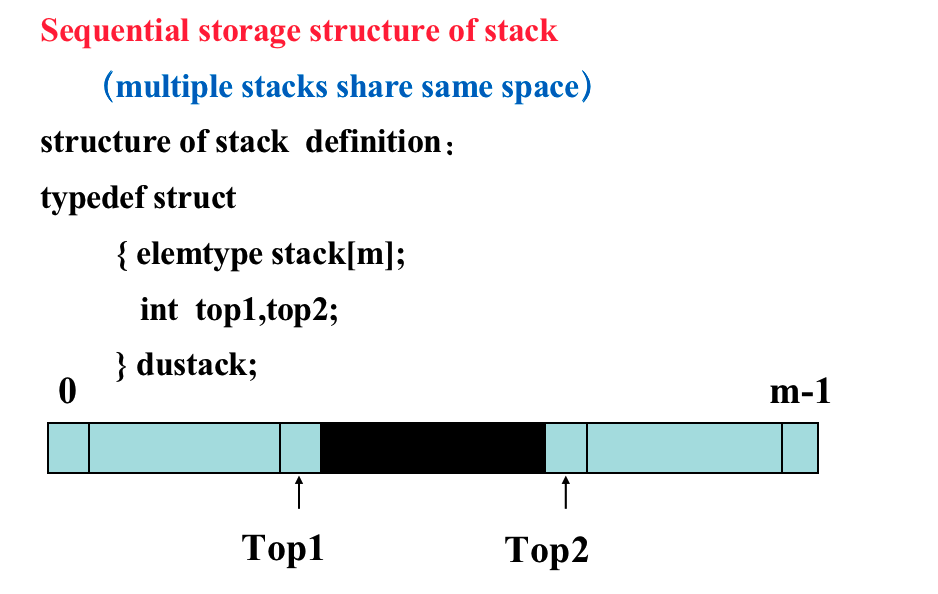 Sequential storage structure of stack
（multiple stacks share same space）
structure of stack definition：
typedef struct
{ elemtype stack[m];
int top1,top2;
} dustack;
0
m-1
Top1
Top2